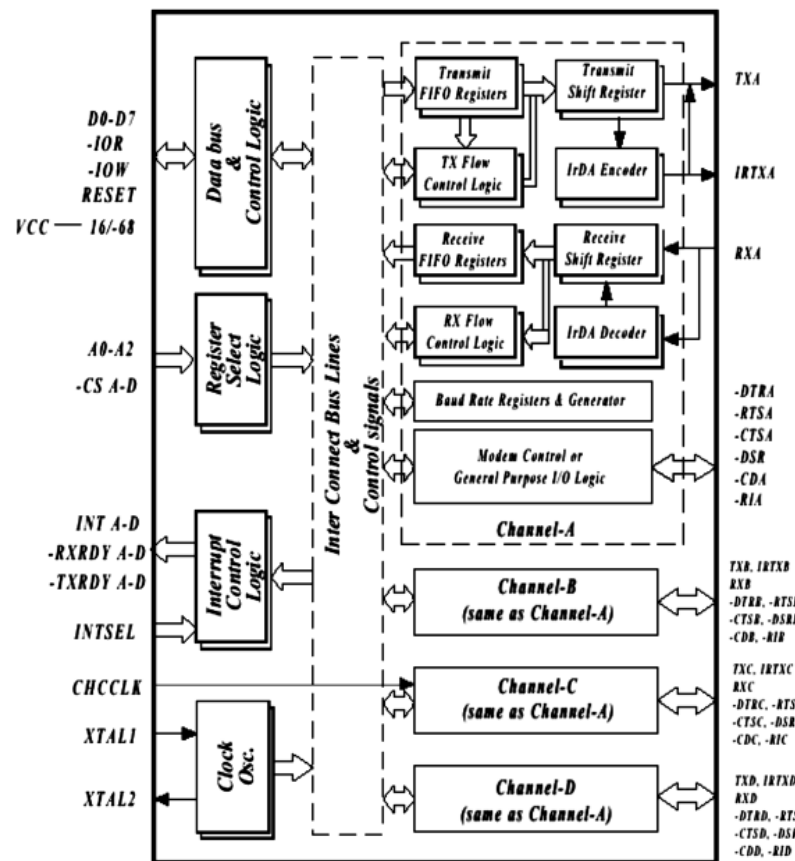 D0-D7
-IOR
-IOW
RESET
VCC
16/-68
Data bus
&
Control Logic
A0-A2
-CS A-D
Register
Select
Logic
INT A-D
-RXRDY A-D
-TXRDY A-D
INTSEL
Interrupt
Control
Logic
CHCCLK
XTAL1
XTAL2
Clock
Osc.
Inter Connect Bus Lines
&
Control signals
Transmit
FIFO Registers
Transmit
Shift Register
TX Flow
Control Logic
IrDA Encoder
Receive
FIFO Registers
Receive
Shift Register
RX Flow
Control Logic
IrDA Decoder
Baud Rate Registers & Generator
Modem Control or
General Purpose I/O Logic
Channel-A
Channel-B
(same as Channel-A)
Channel-C
(same as Channel-A)
Channel-D
(same as Channel-A)
TXA
IRTXA
RXA
-DTRA
-RTSA
-CTSA
-DSR
-CDA
-RIA
TXB, IRTXB
RXB
-CDB,
TXC, IRTXC
RXC
-DTRC, -RTS
-CTSC, -DSR
-CDC, -RIC
TXD, IRTXD
RXD
-DTRD, -RTS
-CTSD, -DSR
-CDD, -RID